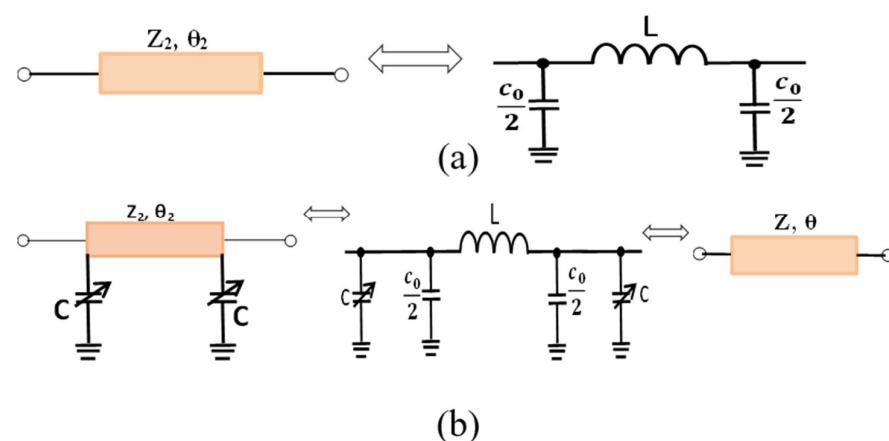 Z₂, θ₂
L
c₀/2
c₀/2
(a)
Z₂, θ₂
C
C
L
C
c₀/2
c₀/2
C
Z, θ
(b)